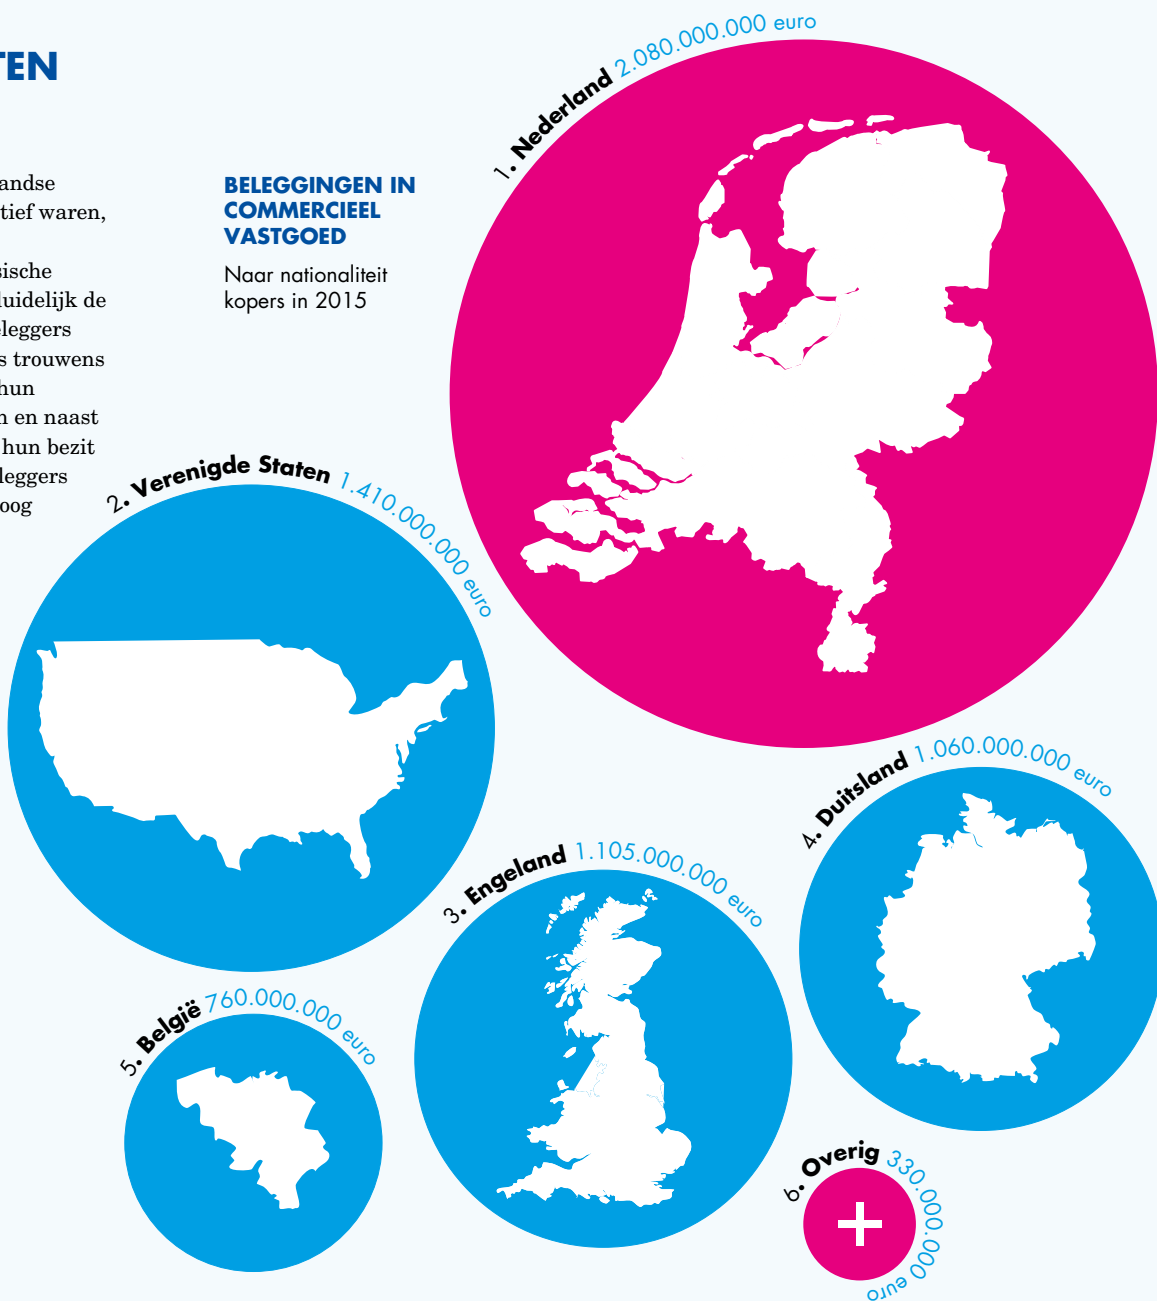 TEN
andse
tief waren,
sische
luidelijk de
eleggers
s trouwens
hun
n en naast
hun bezit
leggers
oog
BELEGGINGEN IN
COMMERCIEEL
VASTGOED
Naar nationaliteit
kopers in 2015
1. Nederland 2.080.000.000 euro
2. Verenigde Staten 1.410.000.000 euro
3. Engeland 1.105.000.000 euro
4. Duitsland 1.060.000.000 euro
5. België 760.000.000 euro
6. Overig 330.000.000 euro